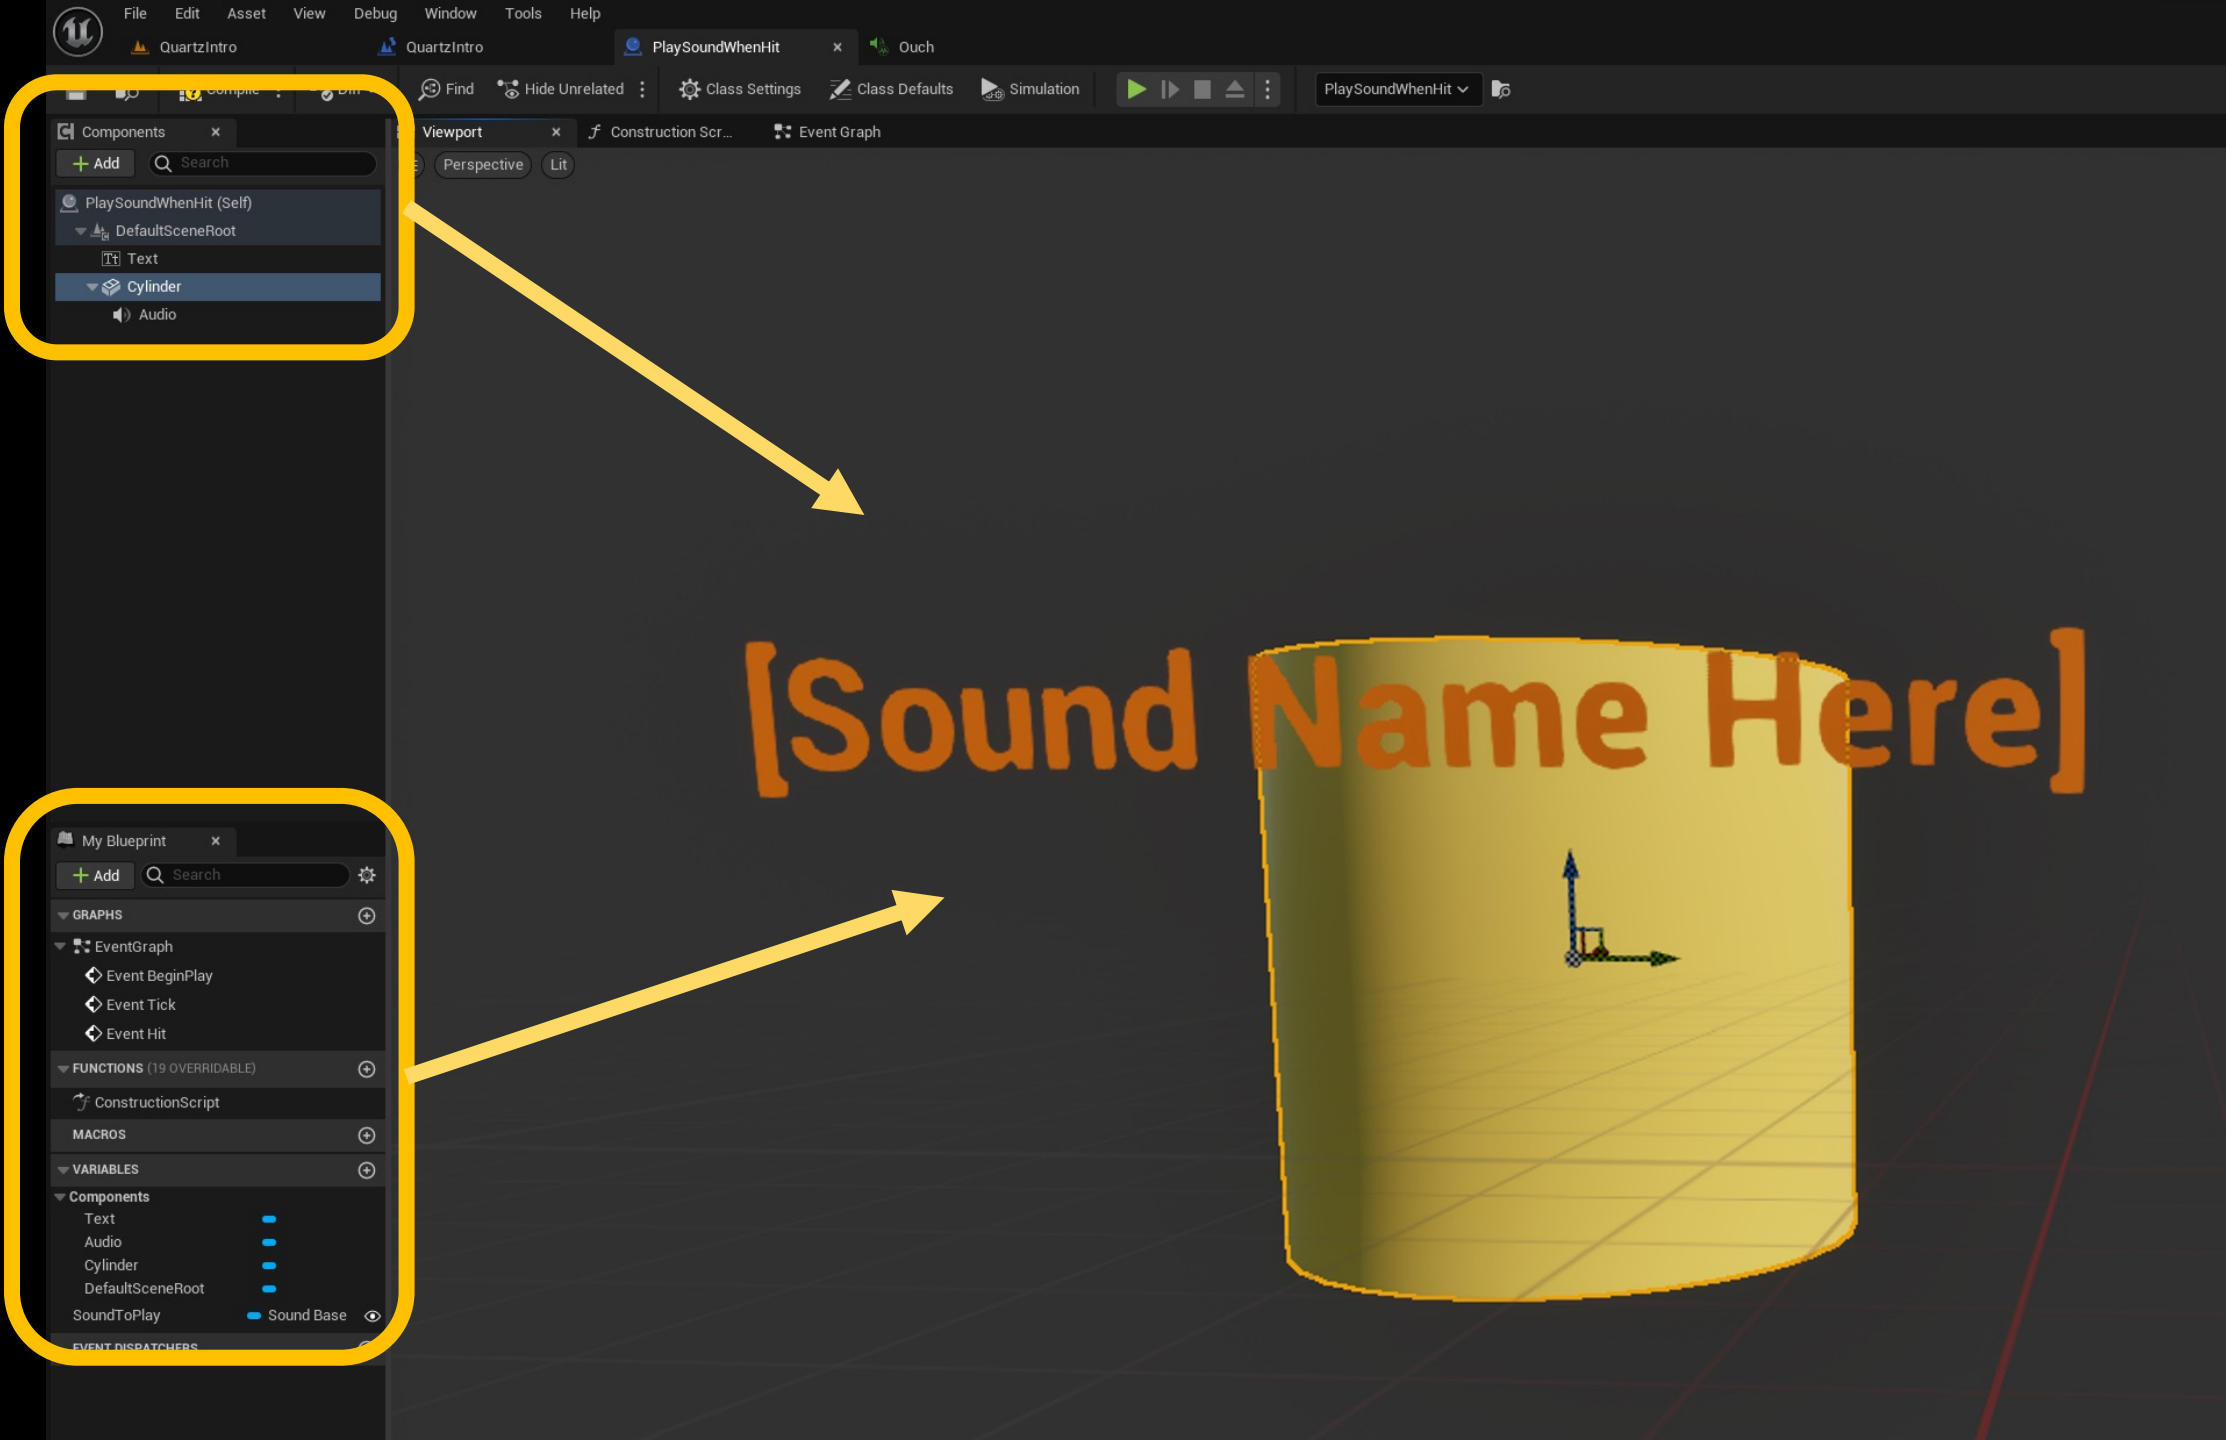 File Edit Asset View Debug Window Tools Help
QuartzIntro QuartzIntro PlaySoundWhenHit Ouch
Compile Diff Find Hide Unrelated Class Settings Class Defaults Simulation PlaySoundWhenHit
Components Viewport Construction Scr... Event Graph
Add Search Perspective Lit
PlaySoundWhenHit (Self)
DefaultSceneRoot
Text
Cylinder
Audio
[Sound Name Here]
My Blueprint
Add Search
GRAPHS
EventGraph
Event BeginPlay
Event Tick
Event Hit
FUNCTIONS (19 OVERRIDABLE)
ConstructionScript
MACROS
VARIABLES
Components
Text
Audio
Cylinder
DefaultSceneRoot
SoundToPlay Sound Base
EVENT DISPATCHERS